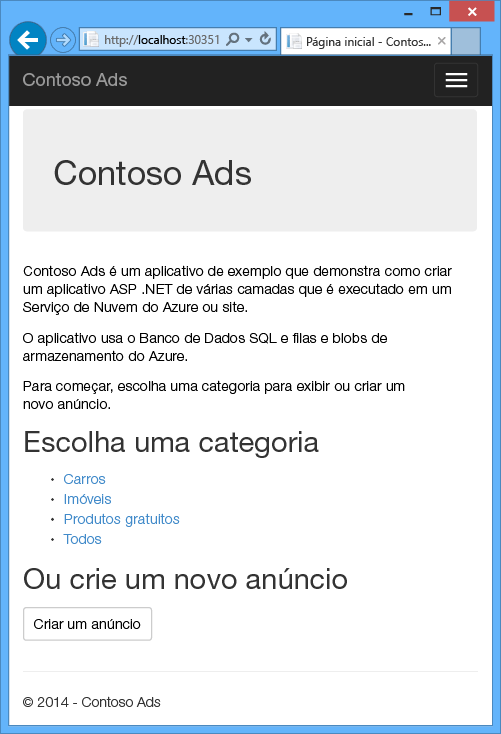 http://localhost:30351
Página inicial - Contos...
Contoso Ads
Contoso Ads
Contoso Ads é um aplicativo de exemplo que demonstra como criar
um aplicativo ASP .NET de várias camadas que é executado em um
Serviço de Nuvem do Azure ou site.
O aplicativo usa o Banco de Dados SQL e filas e blobs de
armazenamento do Azure.
Para começar, escolha uma categoria para exibir ou criar um
novo anúncio.
Escolha uma categoria
Carros
Imóveis
Produtos gratuitos
Todos
Ou crie um novo anúncio
Criar um anúncio
© 2014 - Contoso Ads